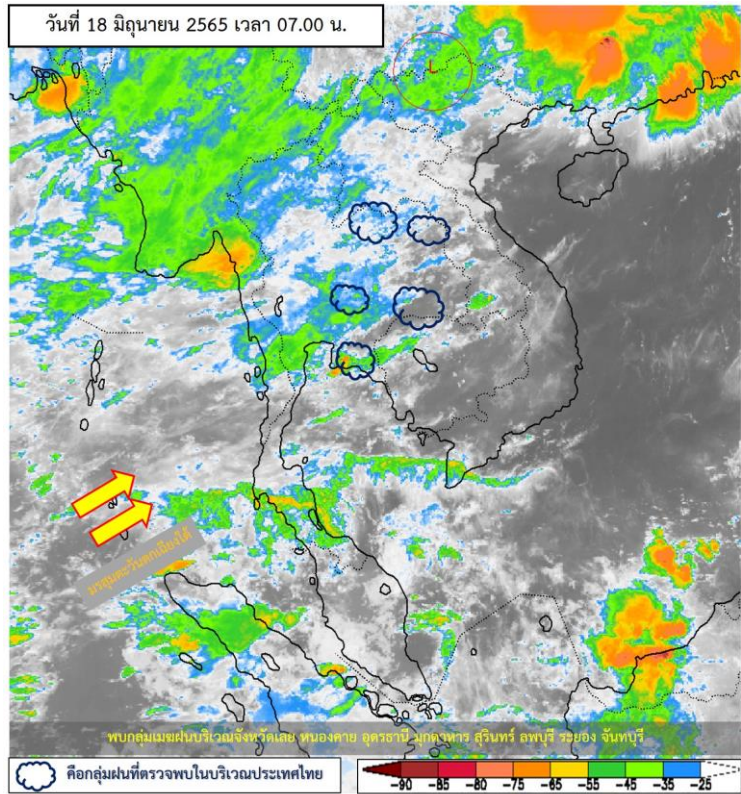 วันที่ 18 มิถุนายน 2565 เวลา 07.00 น.
L
มรสุมตะวันตกเฉียงใต้
พบกลุ่มเมฆฝนบริเวณจังหวัดเลย หนองคาย อุดรธานี มุกดาหาร สุรินทร์ ลพบุรี ระยอง จันทบุรี
คือกลุ่มฝนที่ตรวจพบในบริเวณประเทศไทย
-90 -85 -80 -75 -70 -65 -55 -45 -35 -25